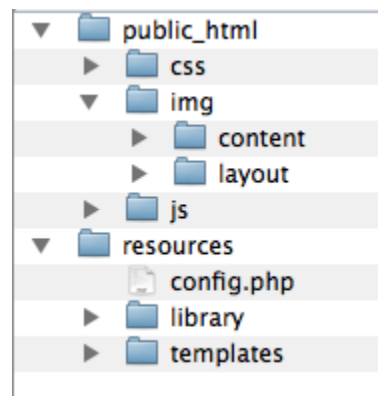 public_html
css
img
content
layout
js
resources
config.php
library
templates